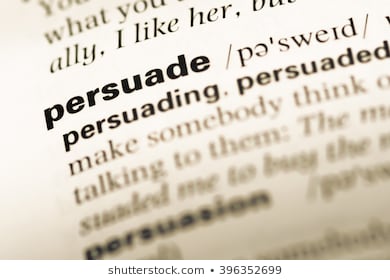 what you
ally, I like her, but
persuade /pəˈsweɪd/
persuading, persuaded
make somebody think o
talking to them: The m
suaded me to buy the
persuasion
shutterstock.com • 396352699